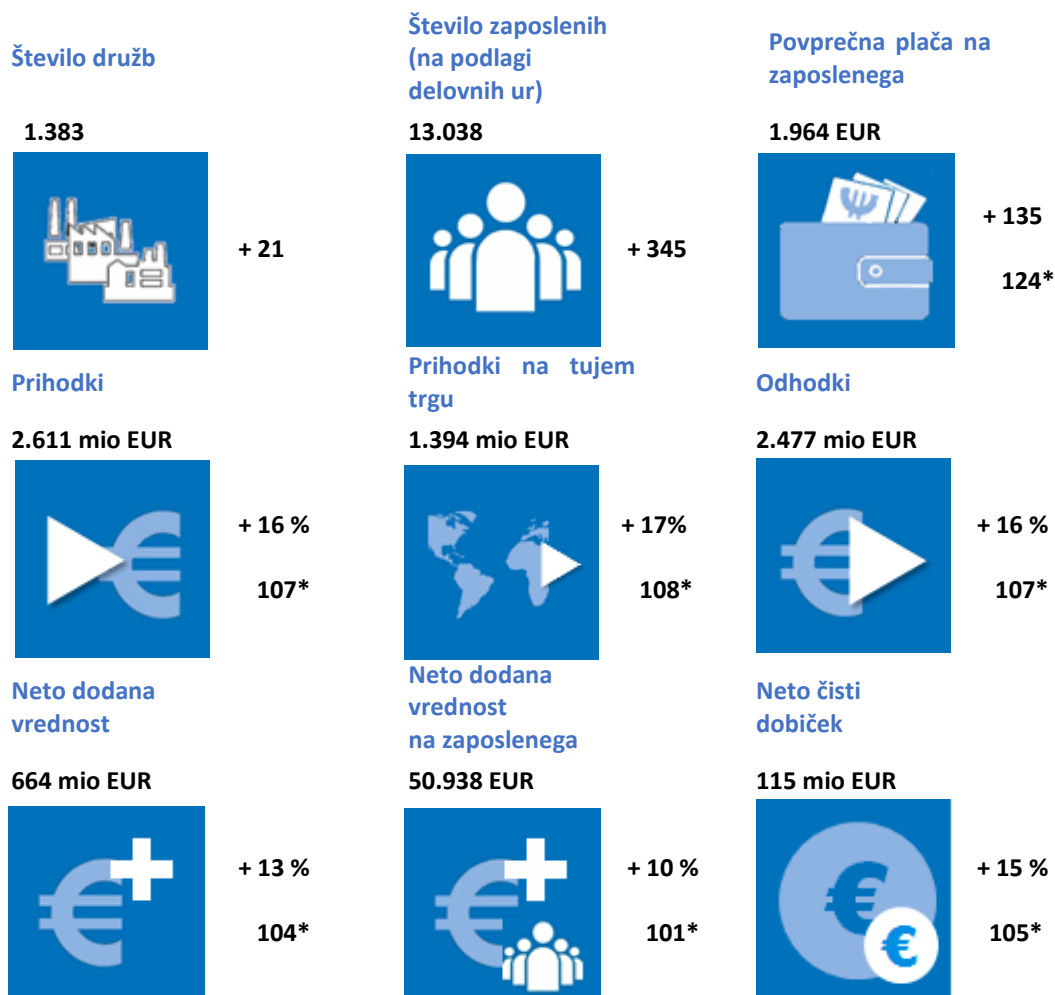 Število družb
1.383
+ 21
Število zaposlenih
(na podlagi
delovnih ur)
13.038
+ 345
Povprečna plača na
zaposlenega
1.964 EUR
+ 135
124*
Prihodki
2.611 mio EUR
€
+ 16 %
107*
Prihodki na tujem
trgu
1.394 mio EUR
+ 17%
108*
Odhodki
2.477 mio EUR
€
+ 16 %
107*
Neto dodana
vrednost
664 mio EUR
€
+ 13 %
104*
Neto dodana
vrednost
na zaposlenega
50.938 EUR
€
+ 10 %
101*
Neto čisti
dobiček
115 mio EUR
€
€
+ 15 %
105*